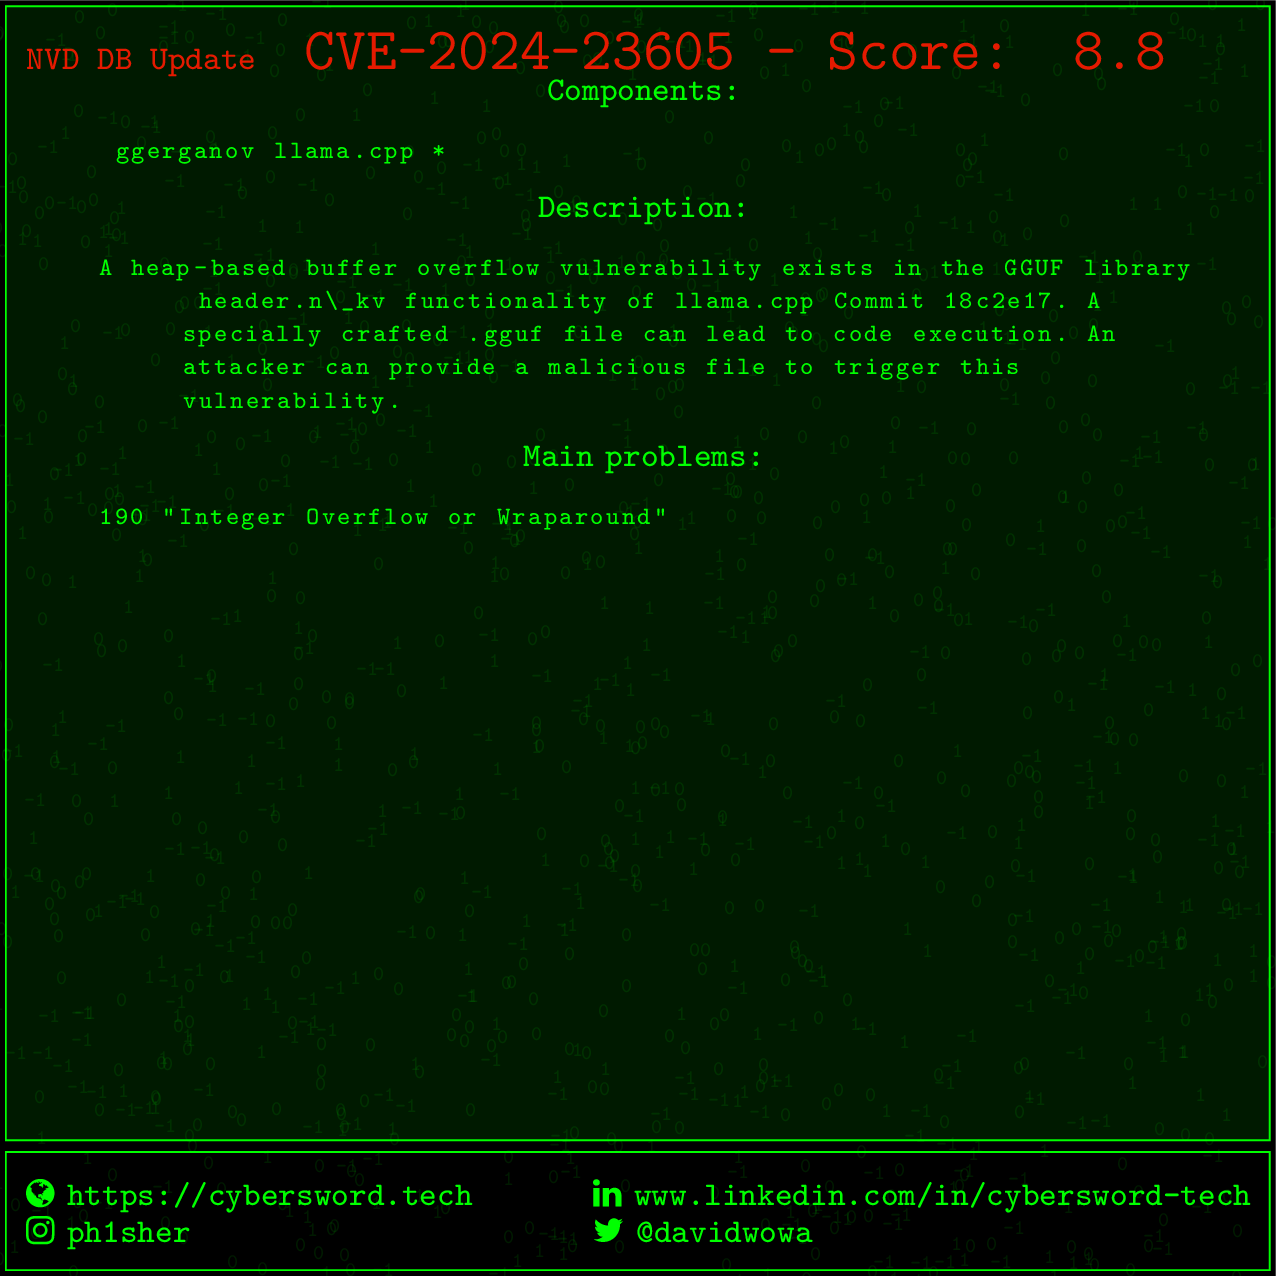 NVD DB Update CVE-2024-23605 - Score: 8.8
Components:
ggerganov llama.cpp *
Description:
A heap-based buffer overflow vulnerability exists in the GGUF library
header.n\_kv functionality of llama.cpp Commit 18c2e17. A
specially crafted .gguf file can lead to code execution. An
attacker can provide a malicious file to trigger this
vulnerability.
Main problems:
190 "Integer Overflow or Wraparound"
https://cybersword.tech
www.linkedin.com/in/cybersword-tech
ph1sher
@davidwowa